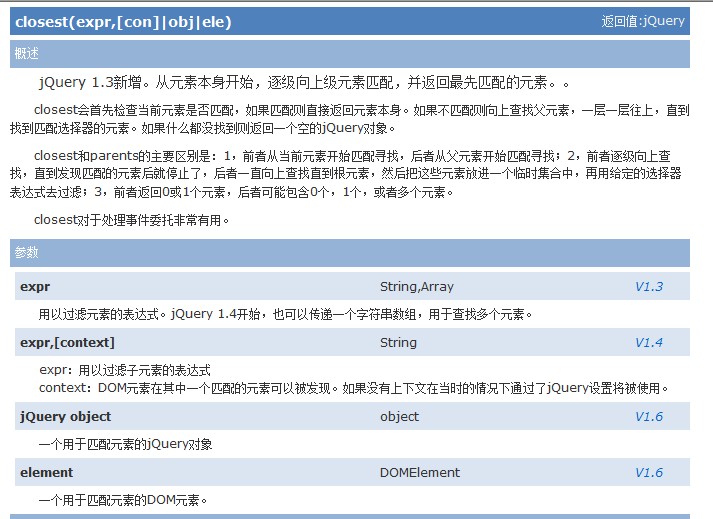 closest(expr,[con]|obj|ele) 返回值:jQuery
概述
jQuery 1.3新增。从元素本身开始，逐级向上级元素匹配，并返回最先匹配的元素。。
closest会首先检查当前元素是否匹配，如果匹配则直接返回元素本身。如果不匹配则向上查找父元素，一层一层往上，直到
找到匹配选择器的元素。如果什么都没找到则返回一个空的jQuery对象。
closest和parents的主要区别是：1，前者从当前元素开始匹配寻找，后者从父元素开始匹配寻找；2，前者逐级向上查
找，直到发现匹配的元素后就停止了，后者一直向上查找直到根元素，然后把这些元素放进一个临时集合中，再用给定的选择器
表达式去过滤；3，前者返回0或1个元素，后者可能包含0个，1个，或者多个元素。
closest对于处理事件委托非常有用。
参数
expr String,Array V1.3
用以过滤元素的表达式。jQuery 1.4开始，也可以传递一个字符串数组，用于查找多个元素。
expr,[context] String V1.4
expr：用以过滤子元素的表达式
context：DOM元素在其中一个匹配的元素可以被发现。如果没有上下文在当时的情况下通过了jQuery设置将被使用。
jQuery object object V1.6
一个用于匹配元素的jQuery对象
element DOMElement V1.6
一个用于匹配元素的DOM元素。